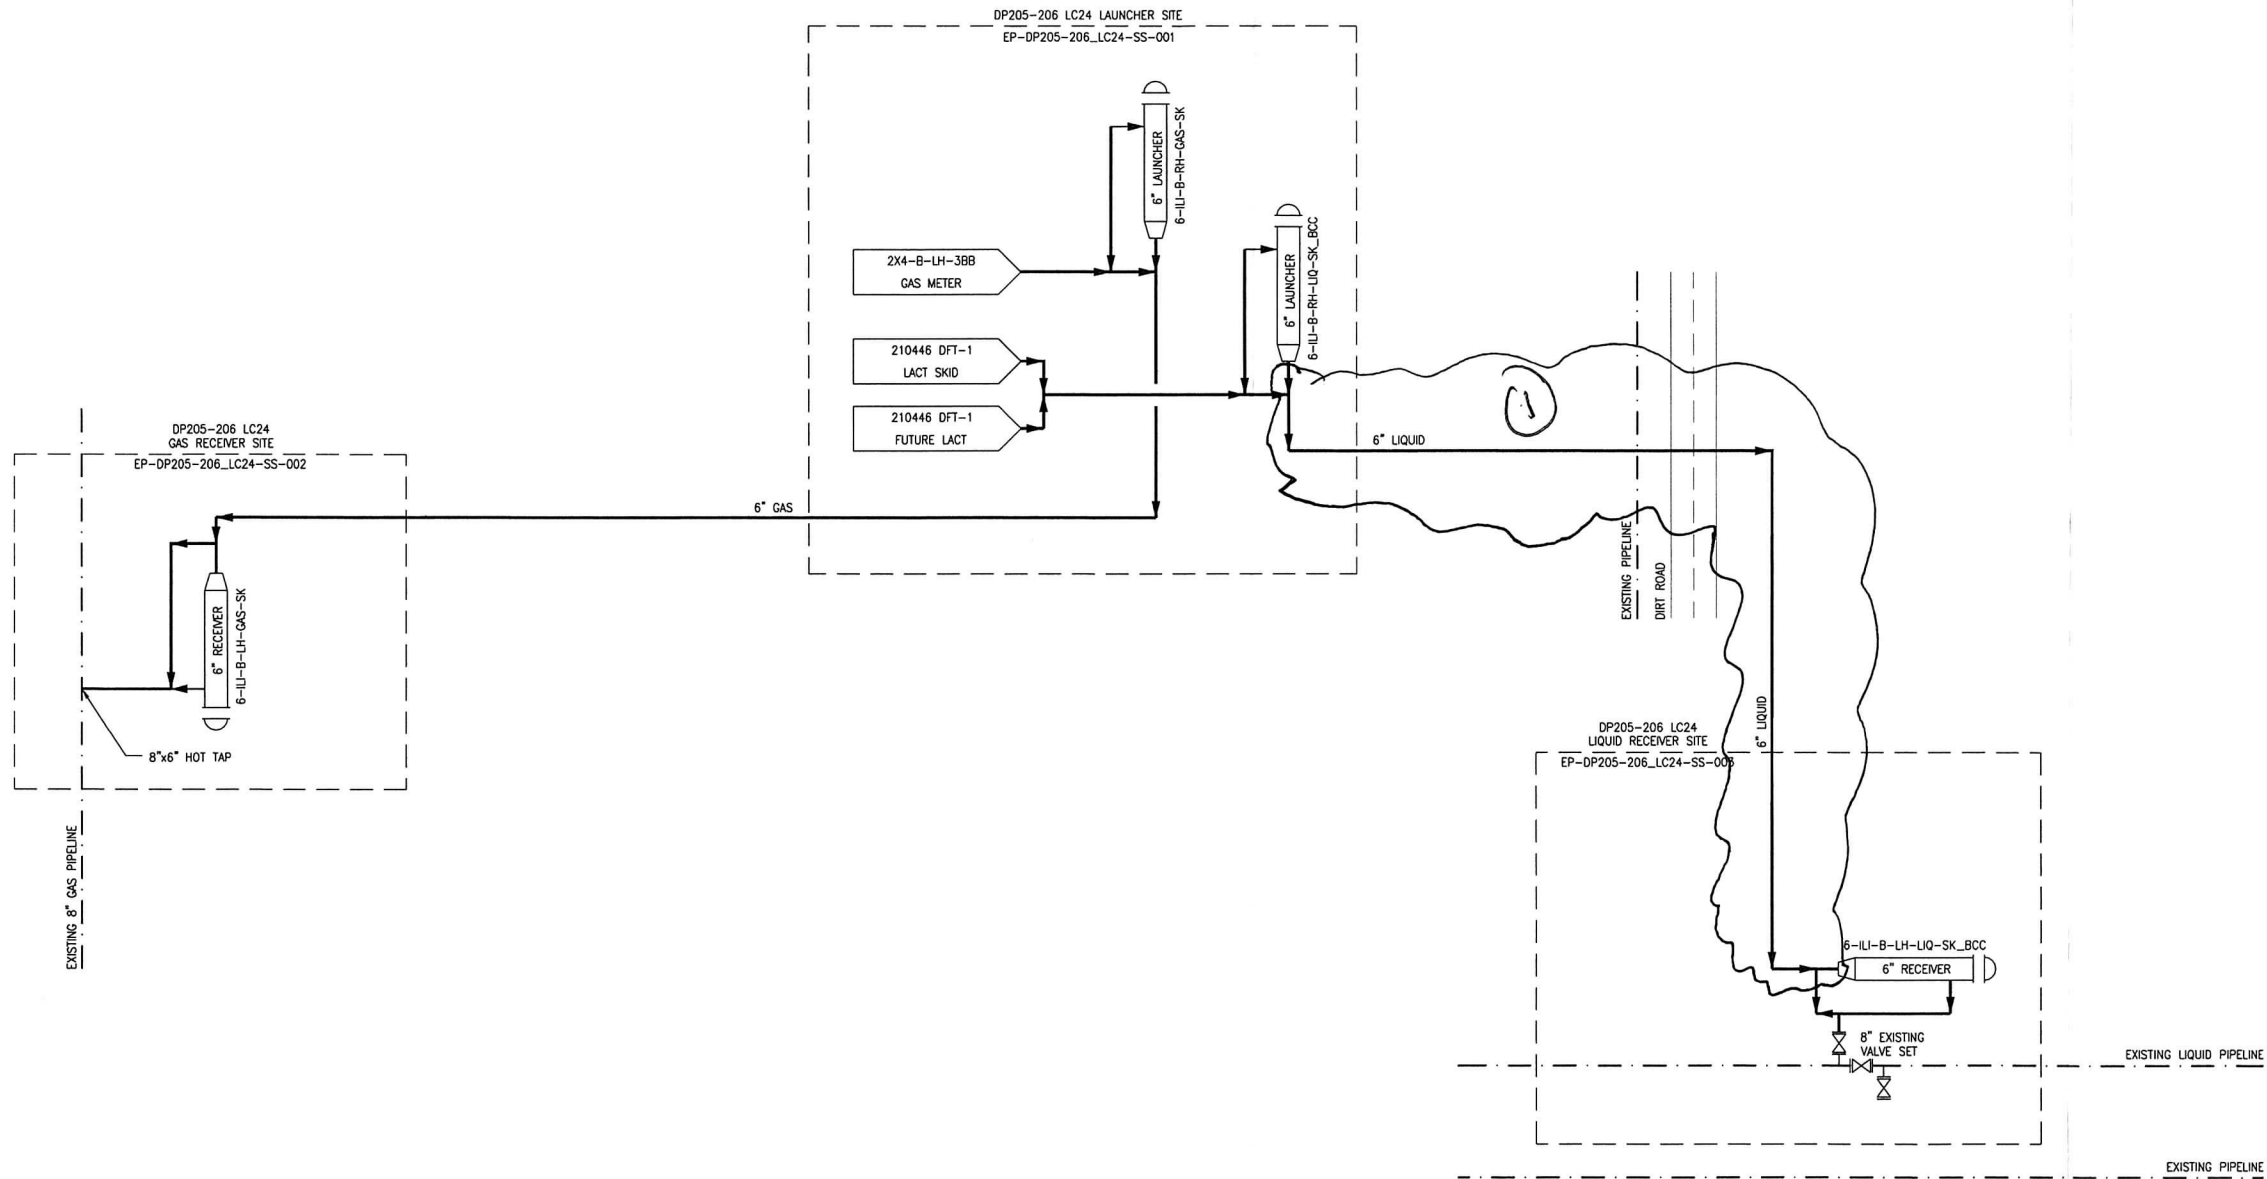 DP205-206 LC24 LAUNCHER SITE
EP-DP205-206_LC24-SS-001
6" LAUNCHER
6-ILI-B-RH-GAS-SK
2X4-B-LH-3BB
GAS METER
6" LAUNCHER
6-ILI-B-RH-LIQ-SK_BCC
210446 DFT-1
LACT SKID
210446 DFT-1
FUTURE LACT
1
6" LIQUID
DP205-206 LC24
GAS RECEIVER SITE
EP-DP205-206_LC24-SS-002
6" GAS
EXISTING PIPELINE
DIRT ROAD
6" RECEIVER
6-ILI-B-LH-GAS-SK
8"x6" HOT TAP
EXISTING 8" GAS PIPELINE
6" LIQUID
DP205-206 LC24
LIQUID RECEIVER SITE
EP-DP205-206_LC24-SS-003
6-ILI-B-LH-LIQ-SK_BCC
6" RECEIVER
8" EXISTING
VALVE SET
EXISTING LIQUID PIPELINE
EXISTING PIPELINE